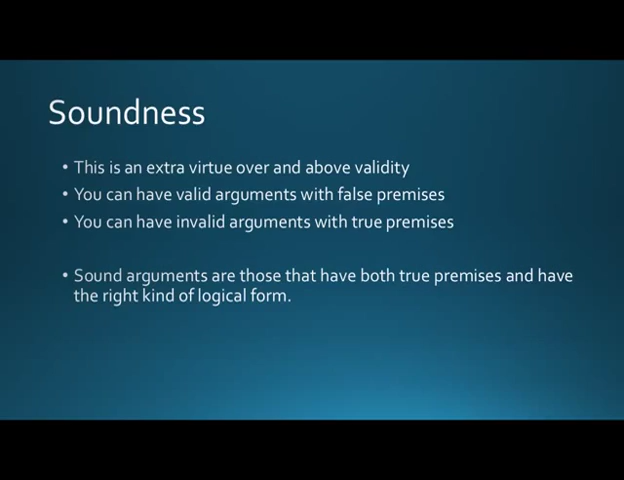 Soundness
• This is an extra virtue over and above validity
• You can have valid arguments with false premises
• You can have invalid arguments with true premises
• Sound arguments are those that have both true premises and have
the right kind of logical form.